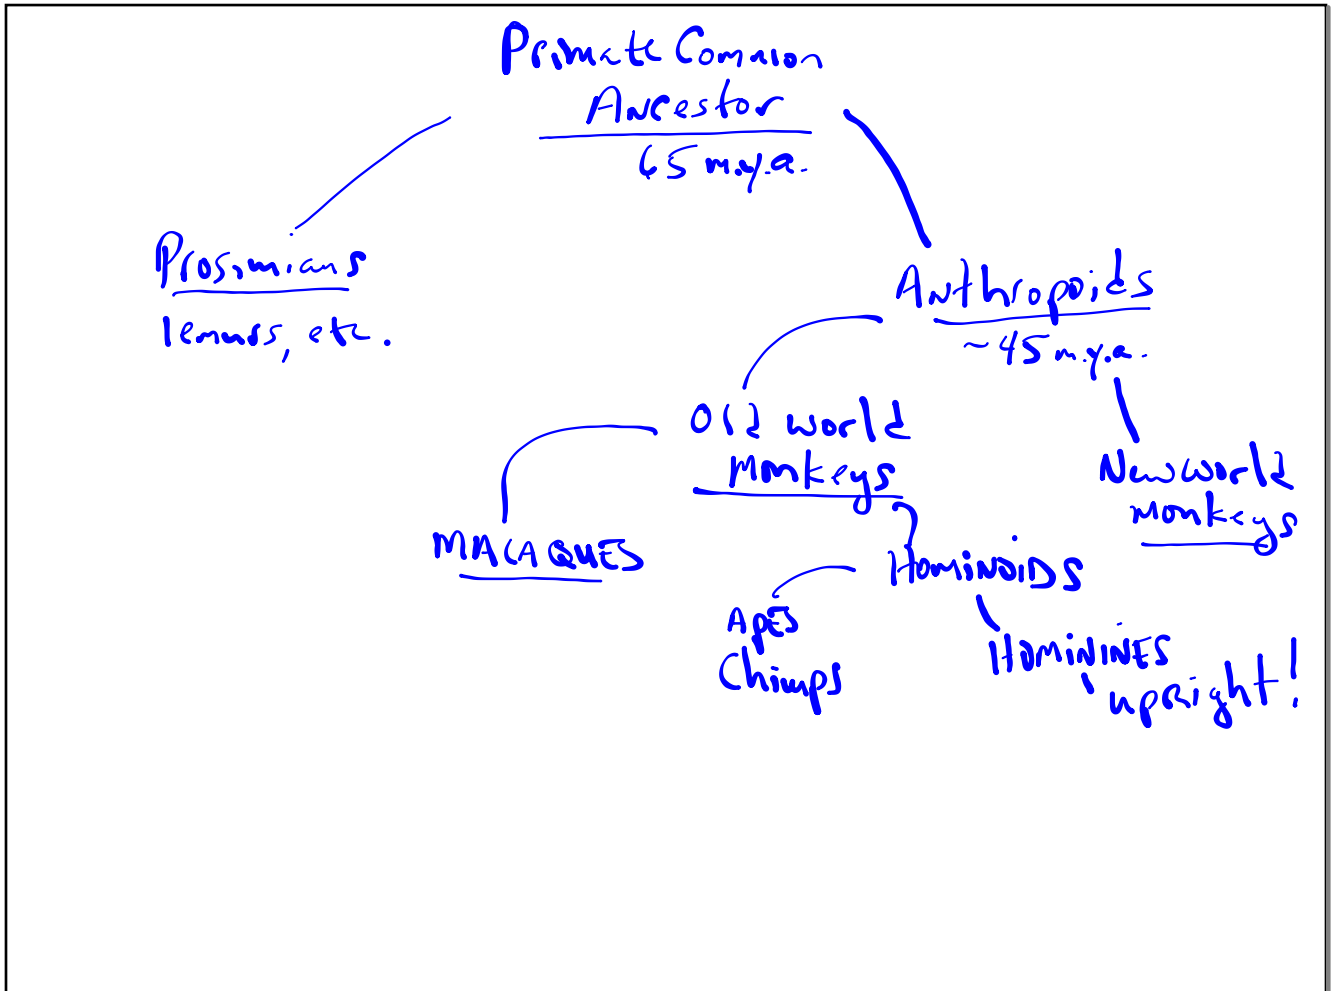 Primate Common
Ancestor
65 m.y.a.
Prosimians
lemurs, etc.
Anthropoids
~45 m.y.a.
Old World
Monkeys
New World
monkeys
MACAQUES
HOMINOIDS
APES
Chimps
HOMININES
upright!